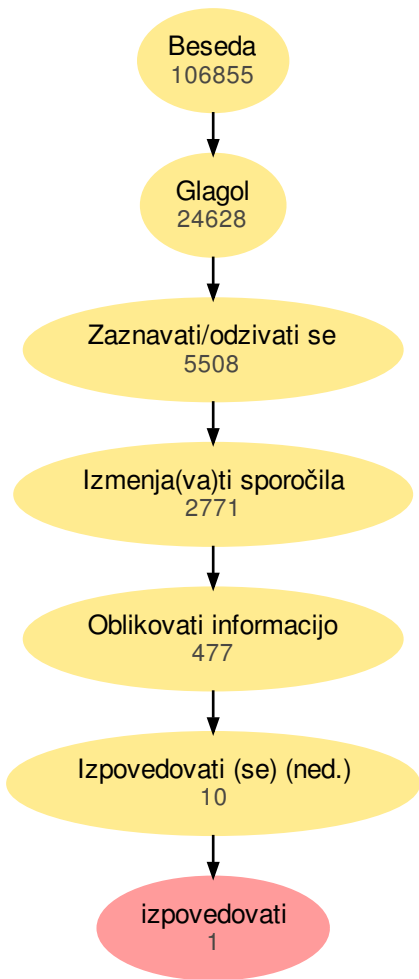 Beseda
106855
Glagol
24628
Zaznavati/odzivati se
5508
Izmenja(va)ti sporočila
2771
Oblikovati informacijo
477
Izpovedovati (se) (ned.)
10
izpovedovati
1